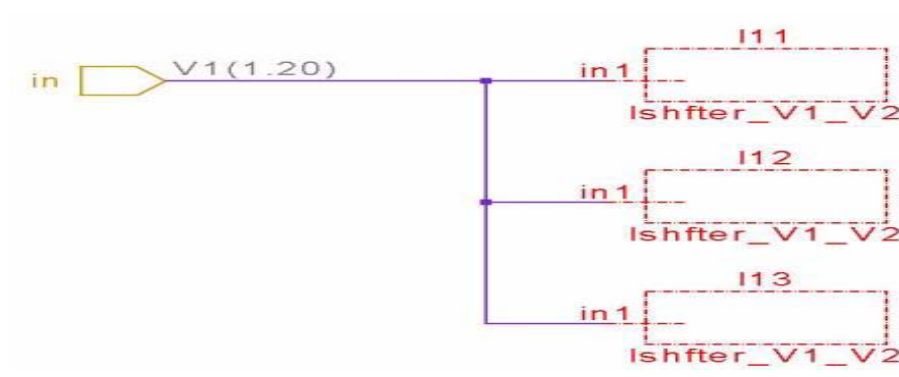 I11
V1(1.20)
in
in1
lshfter_V1_V2
I12
in1
lshfter_V1_V2
I13
in1
lshfter_V1_V2